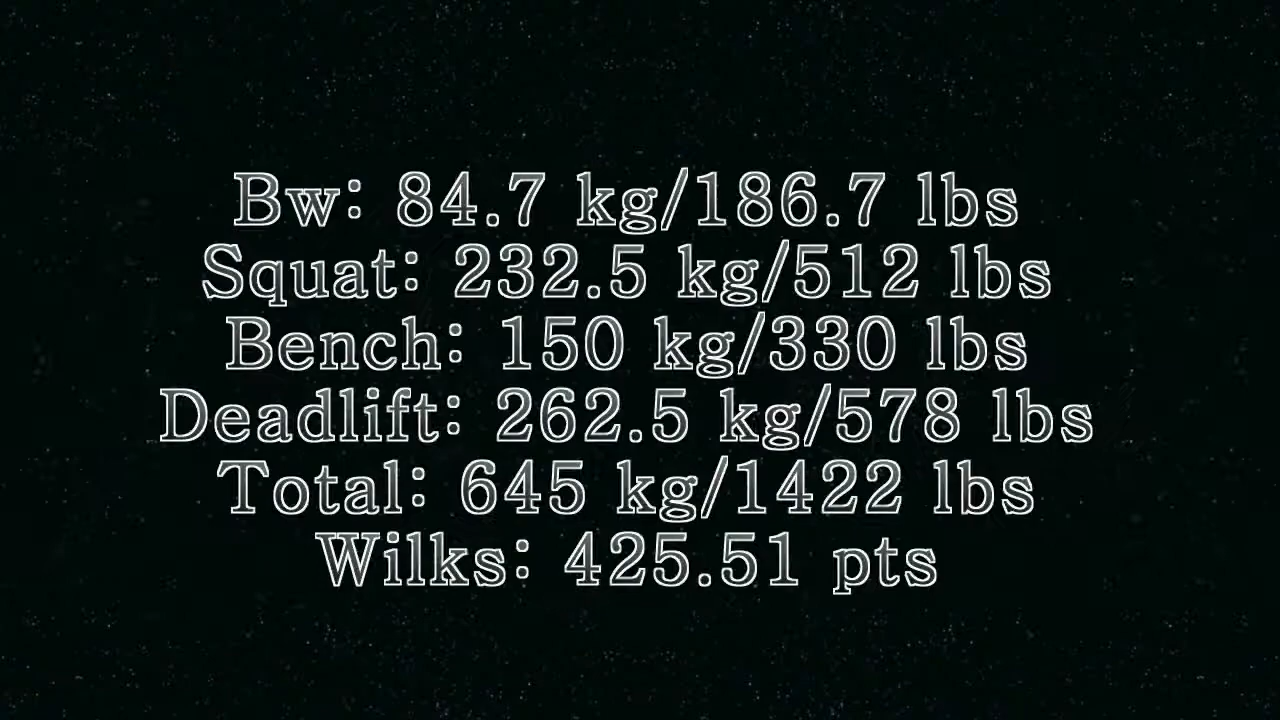 Bw: 84.7 kg/186.7 lbs
Squat: 232.5 kg/512 lbs
Bench: 150 kg/330 lbs
Deadlift: 262.5 kg/578 lbs
Total: 645 kg/1422 lbs
Wilks: 425.51 pts